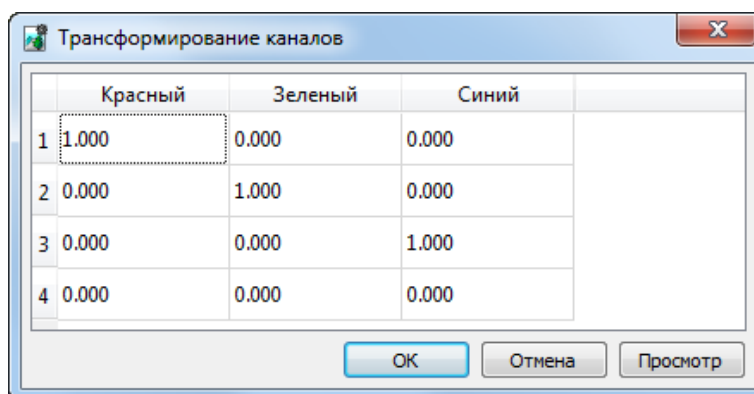 Трансформирование каналов
Красный Зеленый Синий
1 1.000 0.000 0.000
2 0.000 1.000 0.000
3 0.000 0.000 1.000
4 0.000 0.000 0.000
OK Отмена Просмотр